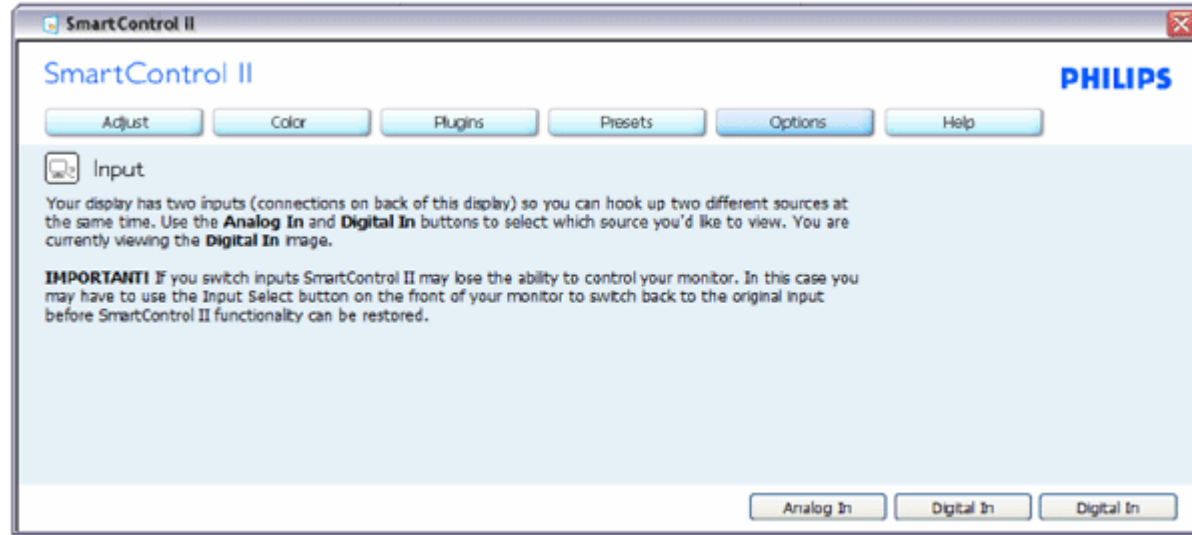 SmartControl II
SmartControl II
PHILIPS
Adjust Color Plugins Presets Options Help
Input
Your display has two inputs (connections on back of this display) so you can hook up two different sources at
the same time. Use the Analog In and Digital In buttons to select which source you'd like to view. You are
currently viewing the Digital In image.
IMPORTANT! If you switch inputs SmartControl II may lose the ability to control your monitor. In this case you
may have to use the Input Select button on the front of your monitor to switch back to the original input
before SmartControl II functionality can be restored.
Analog In Digital In Digital In